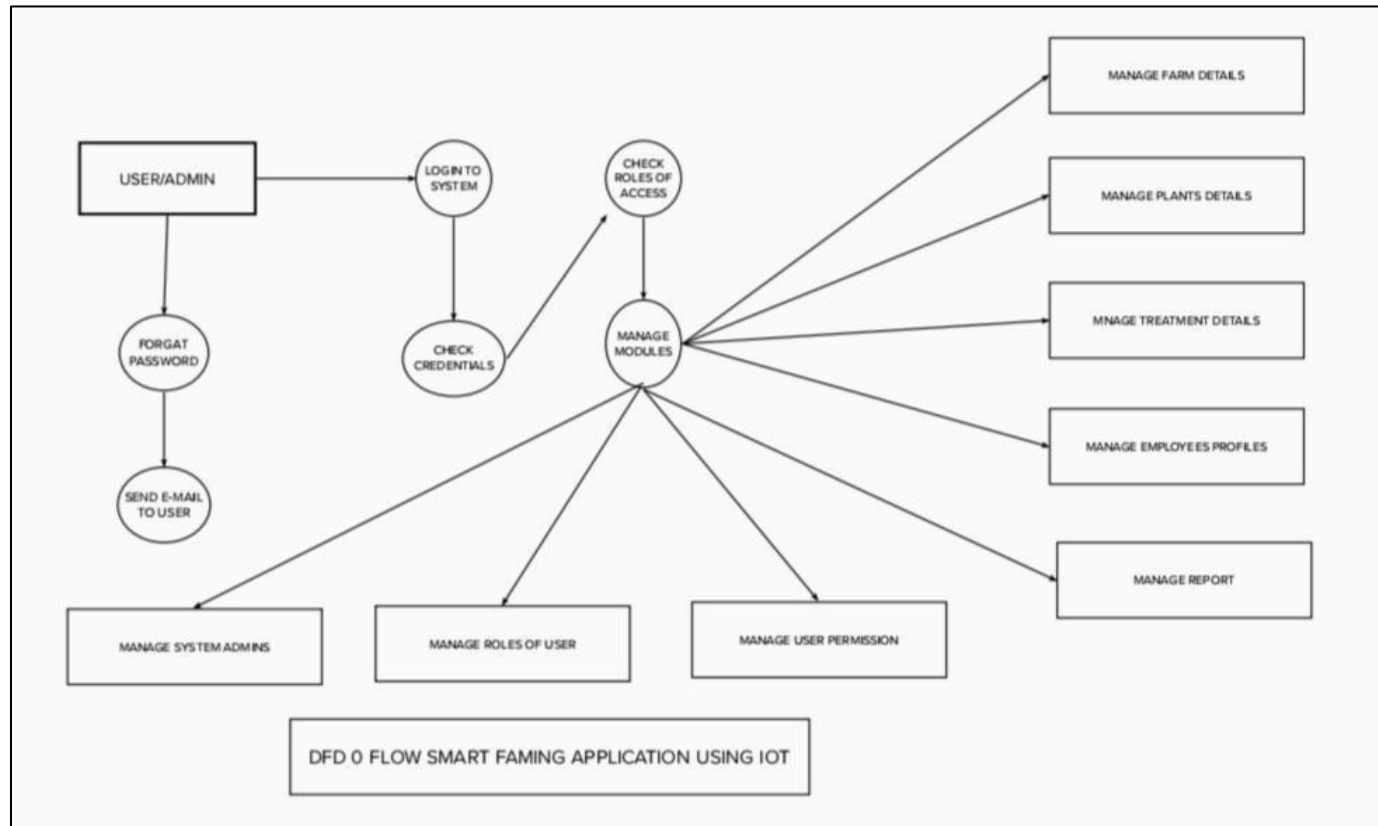 MANAGE FARM DETAILS
USER/ADMIN
LOGIN TO
SYSTEM
CHECK
ROLES OF
ACCESS
MANAGE PLANTS DETAILS
FORGAT
PASSWORD
CHECK
CREDENTIALS
MANAGE
MODULES
MNAGE TREATMENT DETAILS
MANAGE EMPLOYEES PROFILES
SEND E-MAIL
TO USER
MANAGE REPORT
MANAGE SYSTEM ADMINS
MANAGE ROLES OF USER
MANAGE USER PERMISSION
DFD 0 FLOW SMART FAMING APPLICATION USING IOT